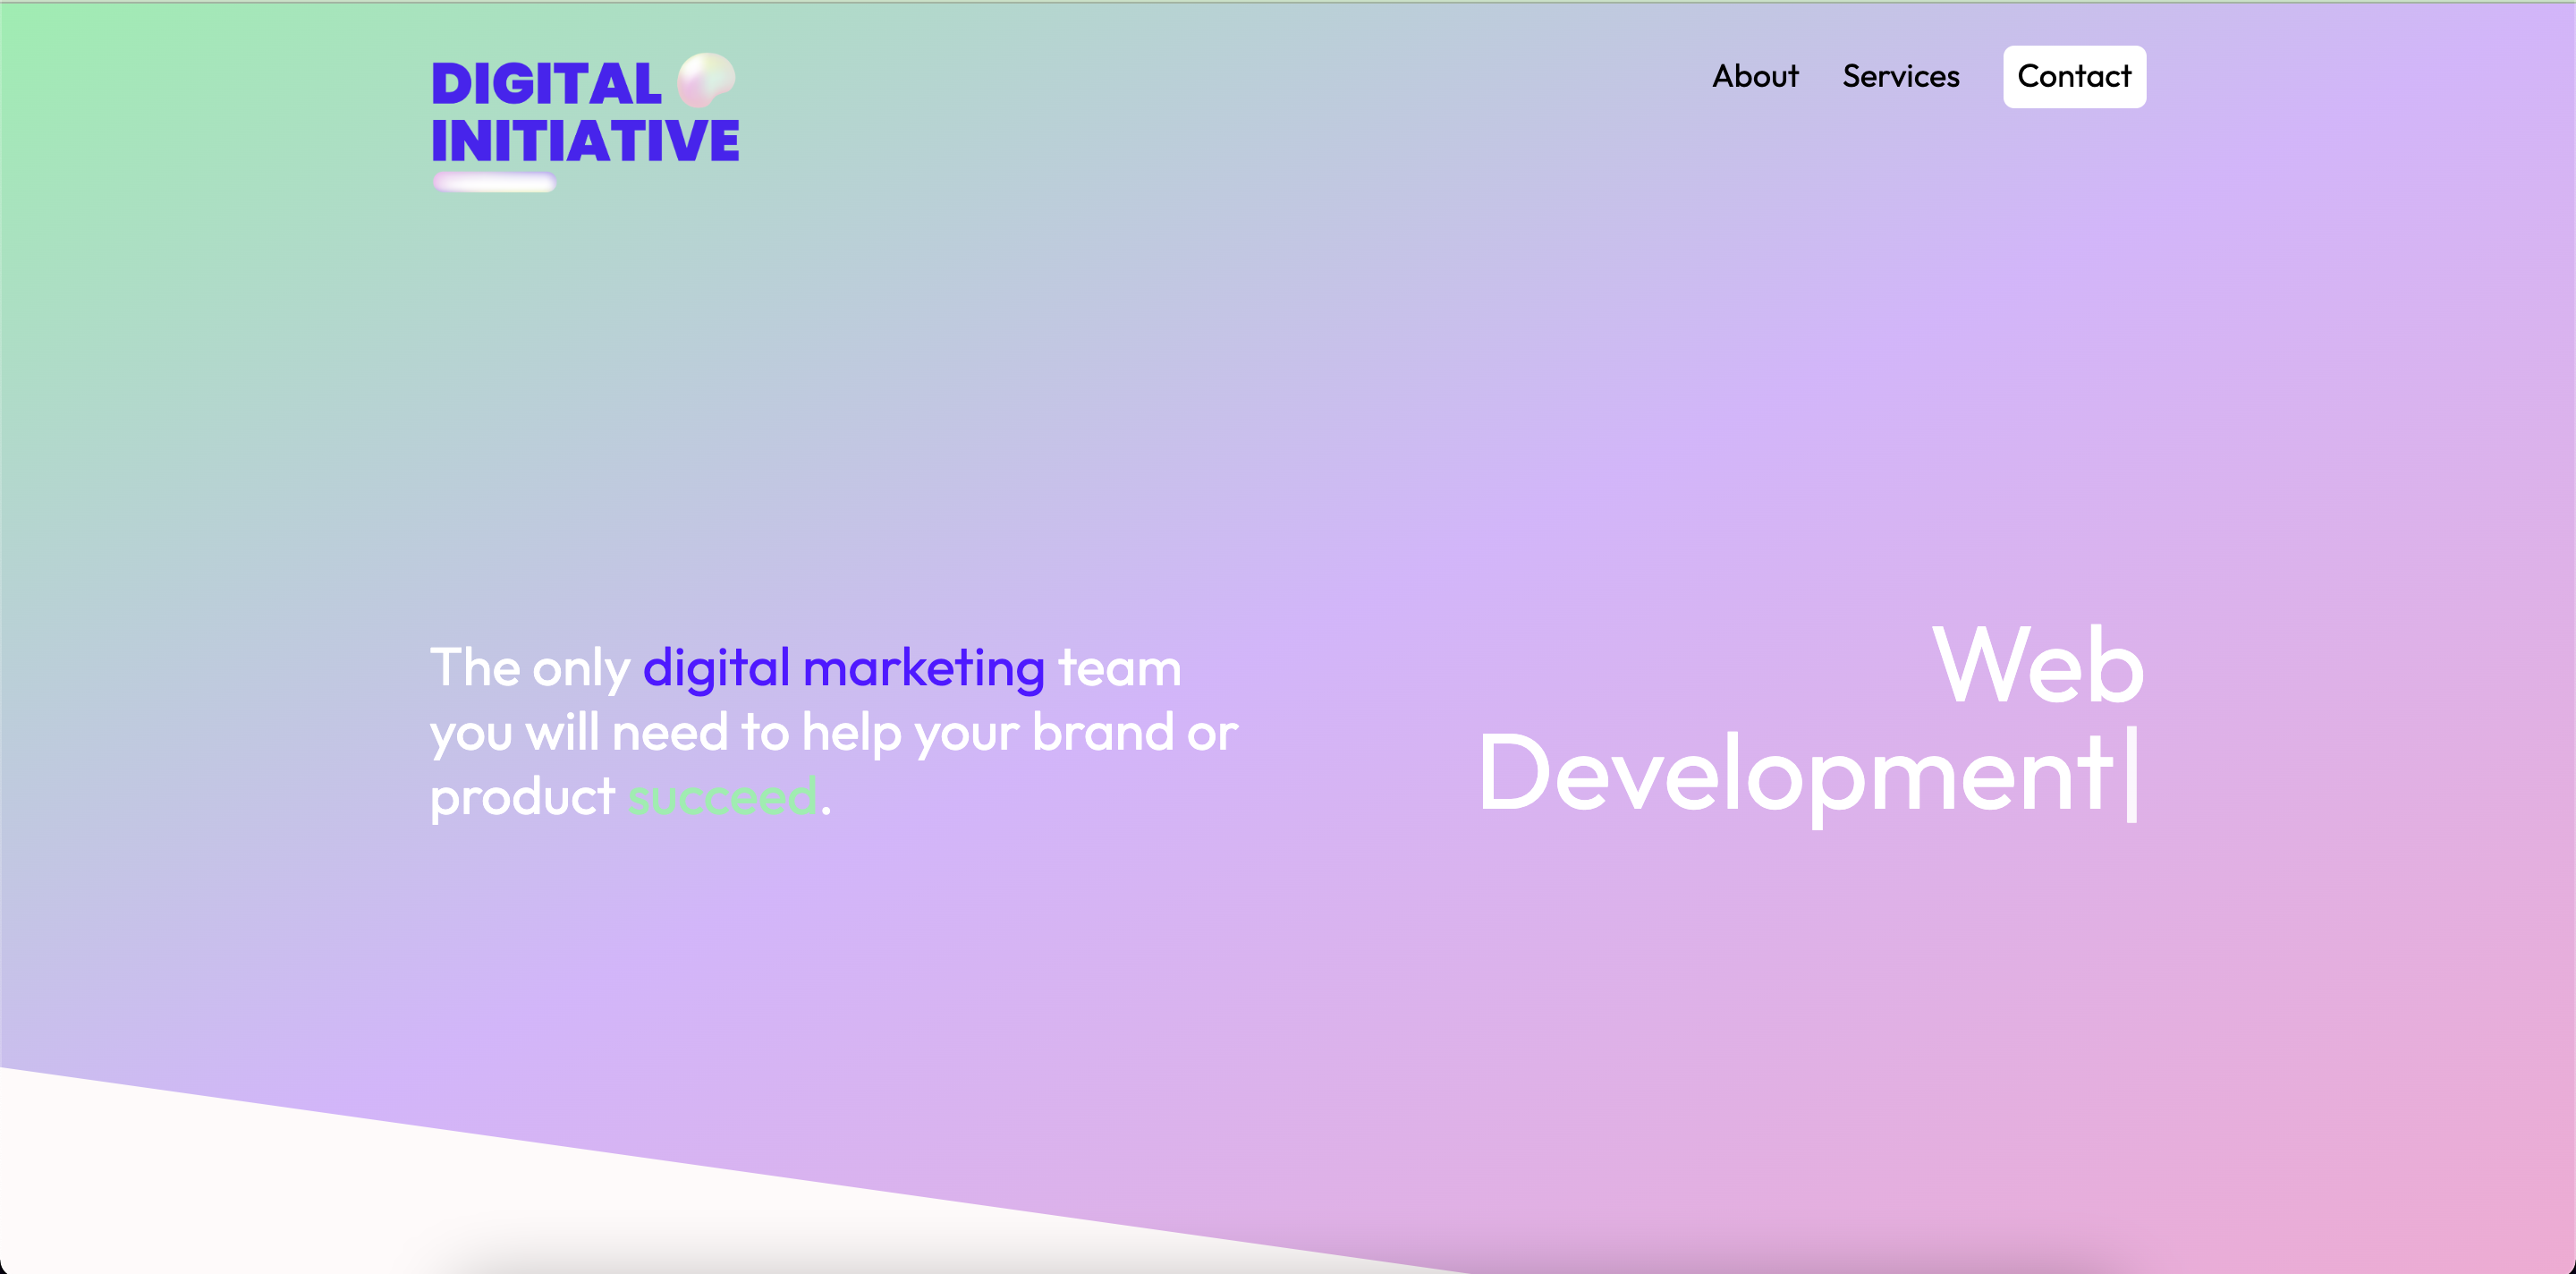 DIGITAL
INITIATIVE
About Services Contact
The only digital marketing team
you will need to help your brand or
product succeed.
Web
Development|